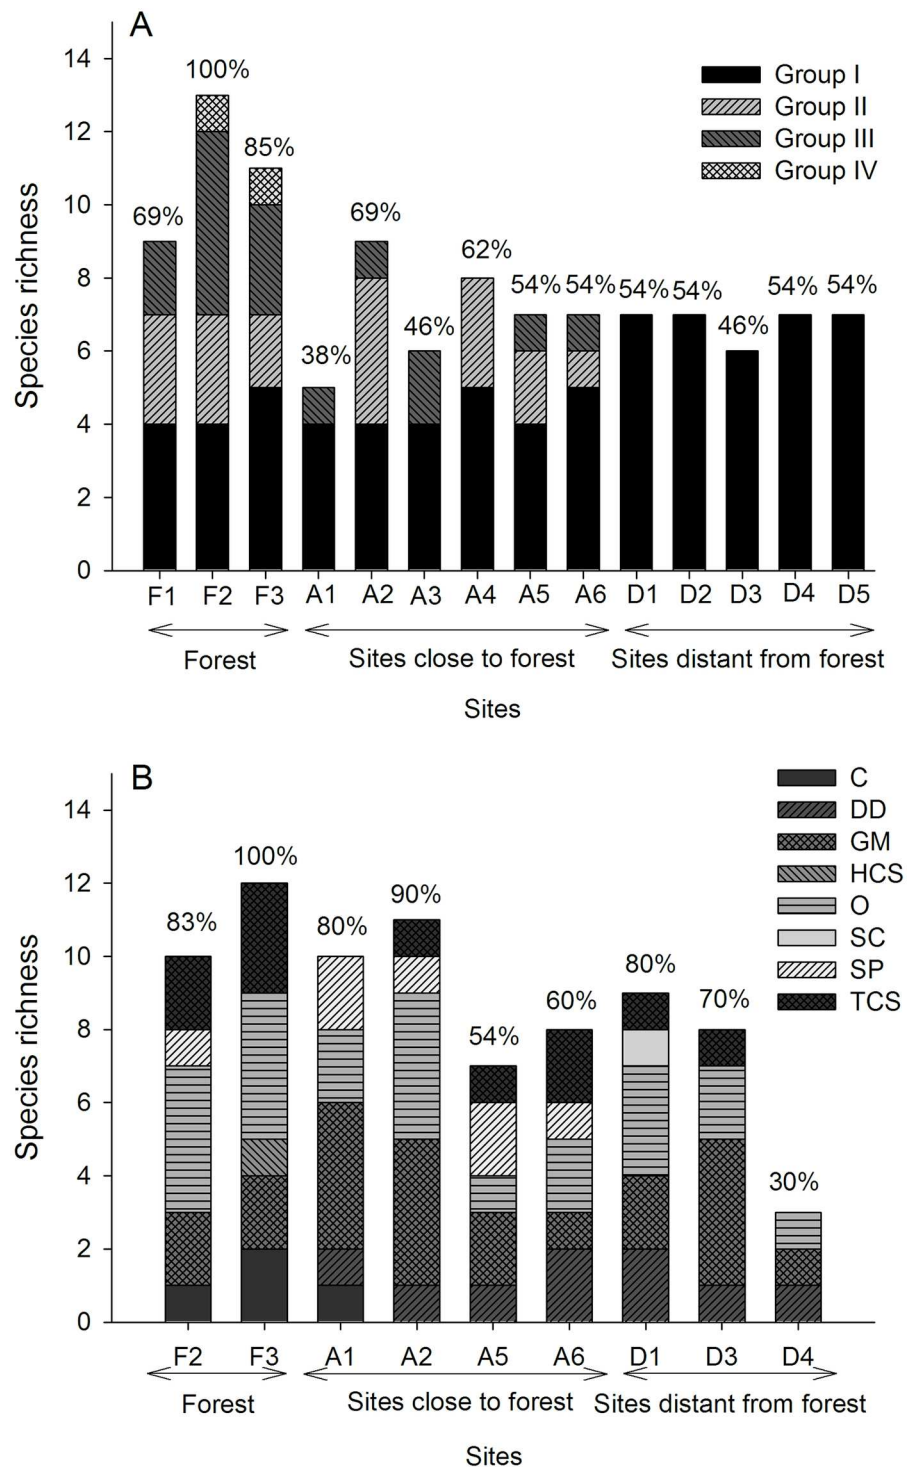 A
14
12
10
8
6
4
2
0
Species richness
Group I
Group II
Group III
Group IV
69%
100%
85%
38%
69%
46%
62%
54%
54%
54%
54%
46%
54%
54%
F1 F2 F3 A1 A2 A3 A4 A5 A6 D1 D2 D3 D4 D5
Forest Sites close to forest Sites distant from forest
Sites
B
14
12
10
8
6
4
2
0
Species richness
C
DD
GM
HCS
O
SC
SP
TCS
83%
100%
80%
90%
54%
60%
80%
70%
30%
F2 F3 A1 A2 A5 A6 D1 D3 D4
Forest Sites close to forest Sites distant from forest
Sites